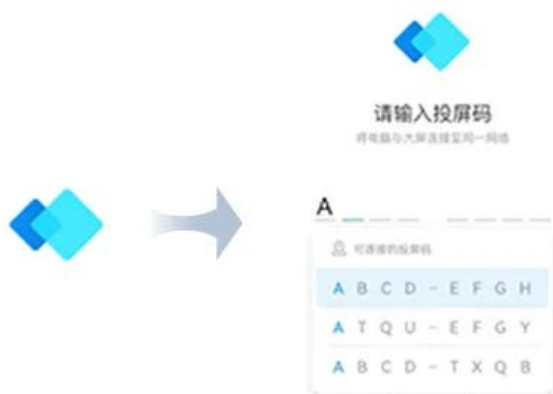 请输入投屏码
将电脑与大屏连接至同一网络
A
可连接的投屏码
A B C D - E F G H
A T Q U - E F G Y
A B C D - T X Q B